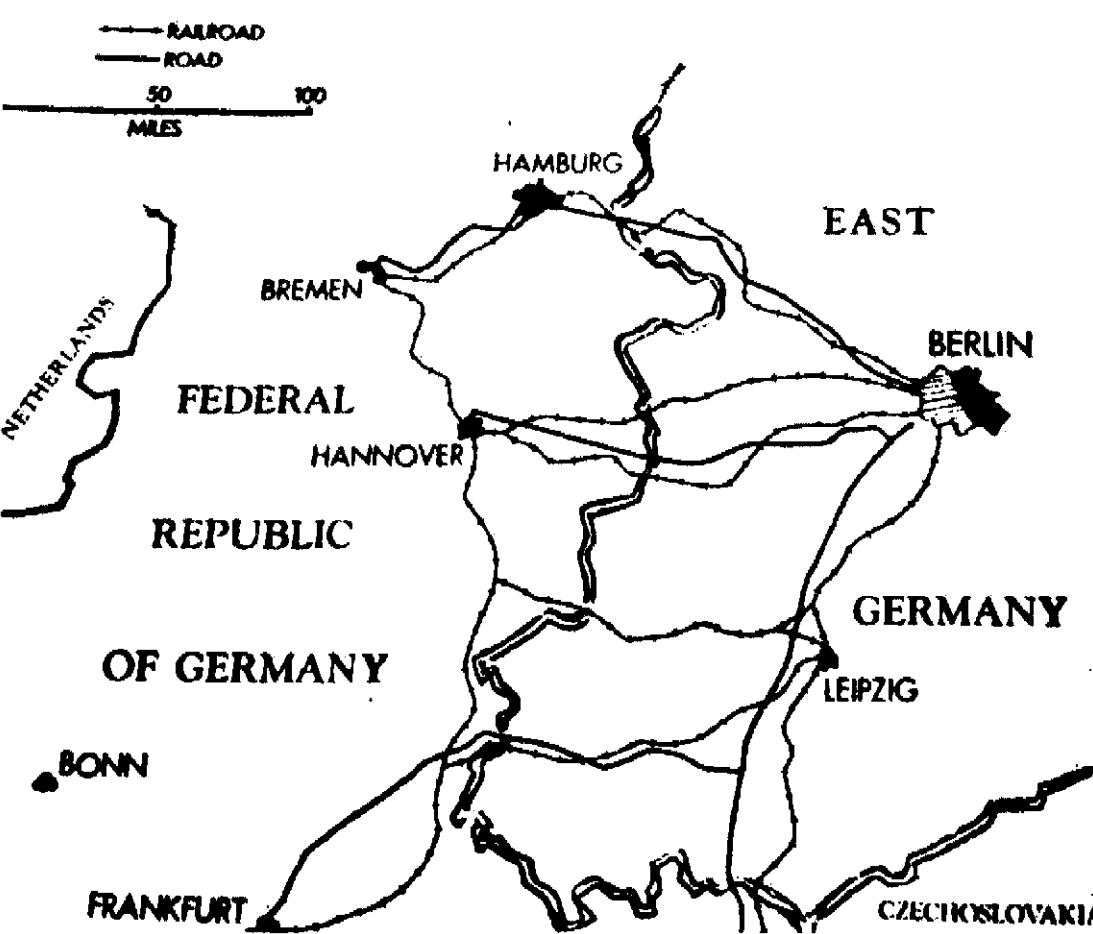 RAILROAD
ROAD
50 100
MILES
HAMBURG
EAST
BREMEN
NETHERLANDS
BERLIN
FEDERAL
HANNOVER
REPUBLIC
GERMANY
OF GERMANY
LEIPZIG
BONN
FRANKFURT
CZECHOSLOVAKIA